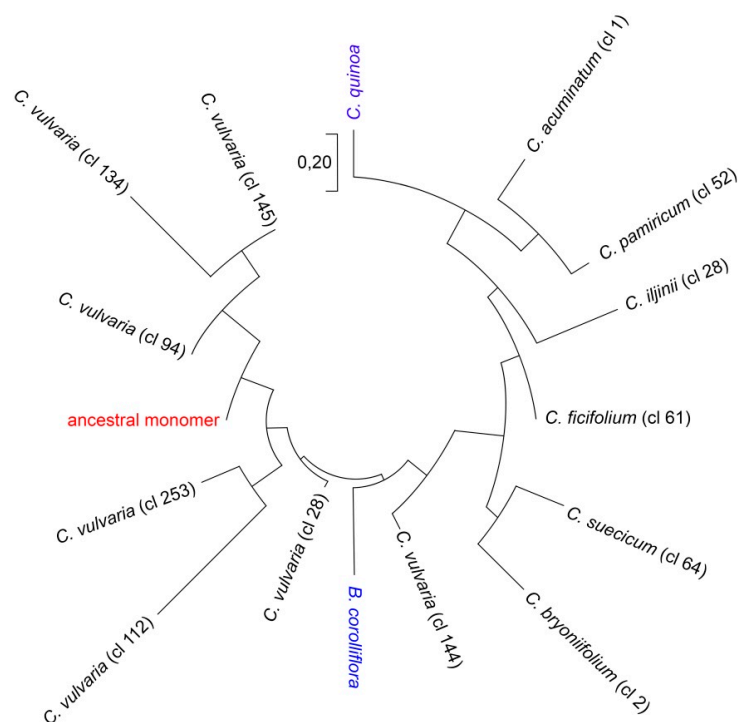 C. quinoa
C. acuminatum (cl 1)
C. pamiricum (cl 52)
C. iljinii (cl 28)
C. ficifolium (cl 61)
C. suecicum (cl 64)
C. bryoniifolium (cl 2)
C. vulvaria (cl 144)
B. corolliflora
C. vulvaria (cl 28)
C. vulvaria (cl 112)
C. vulvaria (cl 253)
ancestral monomer
C. vulvaria (cl 94)
C. vulvaria (cl 134)
C. vulvaria (cl 145)
0,20